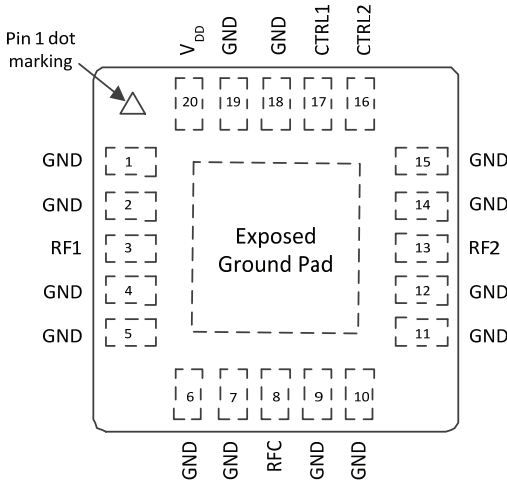 Pin 1 dot
marking
VDD GND GND CTRL1 CTRL2
20 19 18 17 16
GND 1 15 GND
GND 2 14 GND
RF1 3 13 RF2
GND 4 12 GND
GND 5 11 GND
Exposed
Ground Pad
6 7 8 9 10
GND GND RFC GND GND